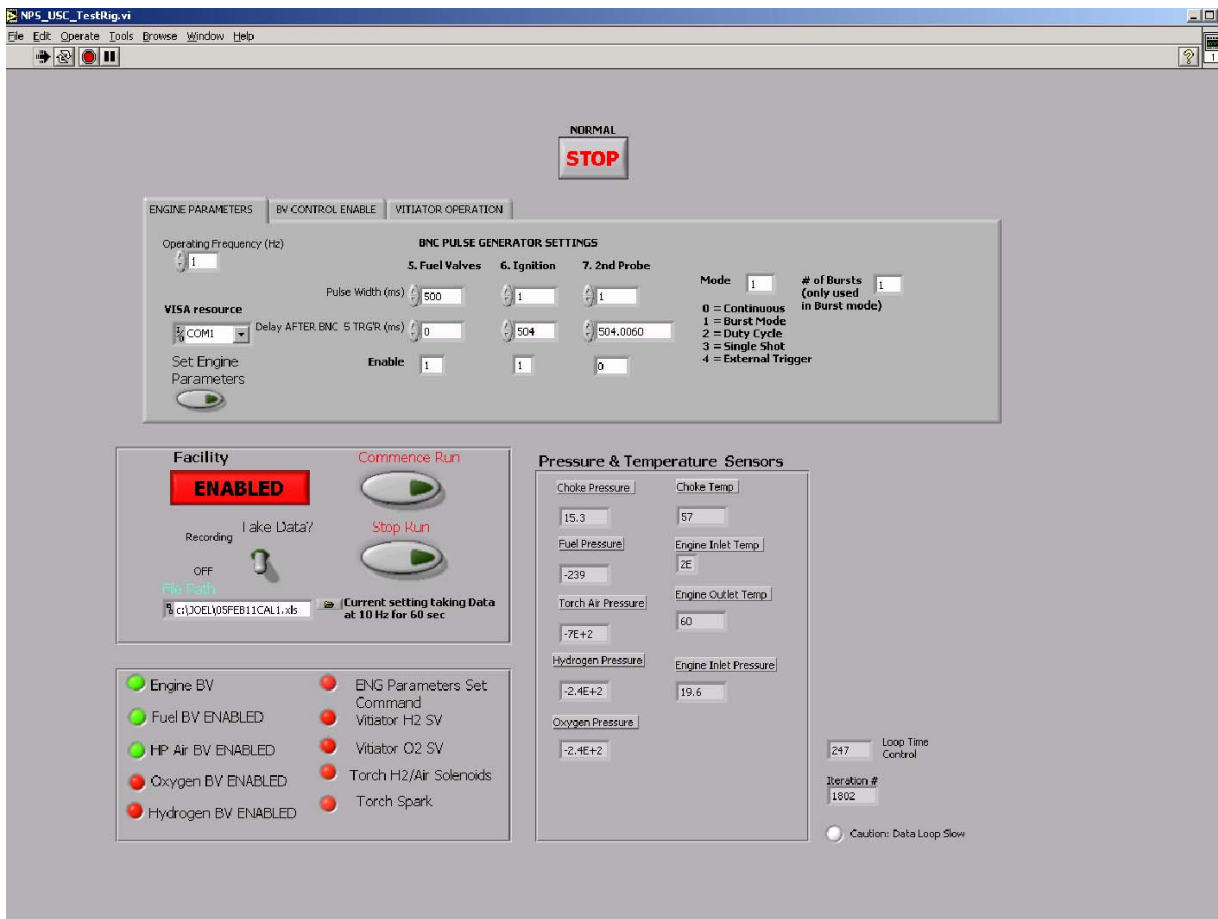 NPS_USC_TestRig.vi
File Edit Operate Tools Browse Window Help
?
1
NORMAL
STOP
ENGINE PARAMETERS BV CONTROL ENABLE VITIATOR OPERATION
Operating Frequency (Hz)
1
BNC PULSE GENERATOR SETTINGS
5. Fuel Valves 6. Ignition 7. 2nd Probe
Pulse Width (ms) 500 1 1
VISA resource
COM1
Delay AFTER BNC 5 TRG'R (ms) 0 504 504.0060
Set Engine
Parameters
Enable 1 1 0
Mode 1
0 = Continuous
1 = Burst Mode
2 = Duty Cycle
3 = Single Shot
4 = External Trigger
# of Bursts
(only used
in Burst mode)
1
Facility
ENABLED
Commence Run
Take Data?
Recording
OFF
Stop Run
File Path
c:\JOEL\05FEB11CAL1.xls
Current setting taking Data
at 10 Hz for 60 sec
Engine BV
Fuel BV ENABLED
HP Air BV ENABLED
Oxygen BV ENABLED
Hydrogen BV ENABLED
ENG Parameters Set
Command
Vitiator H2 SV
Vitiator O2 SV
Torch H2/Air Solenoids
Torch Spark
Pressure & Temperature Sensors
Choke Pressure
15.3
Fuel Pressure
-239
Torch Air Pressure
-7E+2
Hydrogen Pressure
-2.4E+2
Oxygen Pressure
-2.4E+2
Choke Temp
57
Engine Inlet Temp
2E
Engine Outlet Temp
60
Engine Inlet Pressure
19.6
247
Loop Time
Control
Iteration #
1802
Caution: Data Loop Slow